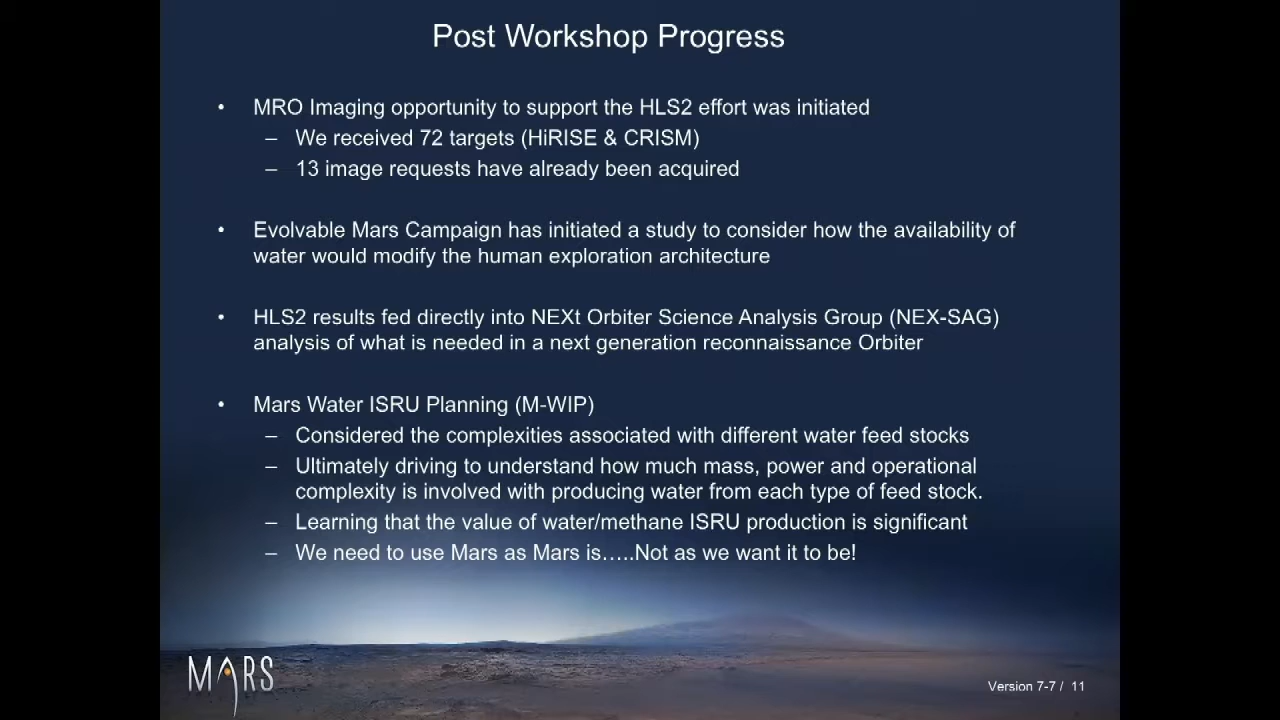 Post Workshop Progress
• MRO Imaging opportunity to support the HLS2 effort was initiated
– We received 72 targets (HiRISE & CRISM)
– 13 image requests have already been acquired
• Evolvable Mars Campaign has initiated a study to consider how the availability of
water would modify the human exploration architecture
• HLS2 results fed directly into NEXt Orbiter Science Analysis Group (NEX-SAG)
analysis of what is needed in a next generation reconnaissance Orbiter
• Mars Water ISRU Planning (M-WIP)
– Considered the complexities associated with different water feed stocks
– Ultimately driving to understand how much mass, power and operational
complexity is involved with producing water from each type of feed stock.
– Learning that the value of water/methane ISRU production is significant
– We need to use Mars as Mars is…..Not as we want it to be!
MARS
Version 7-7 / 11